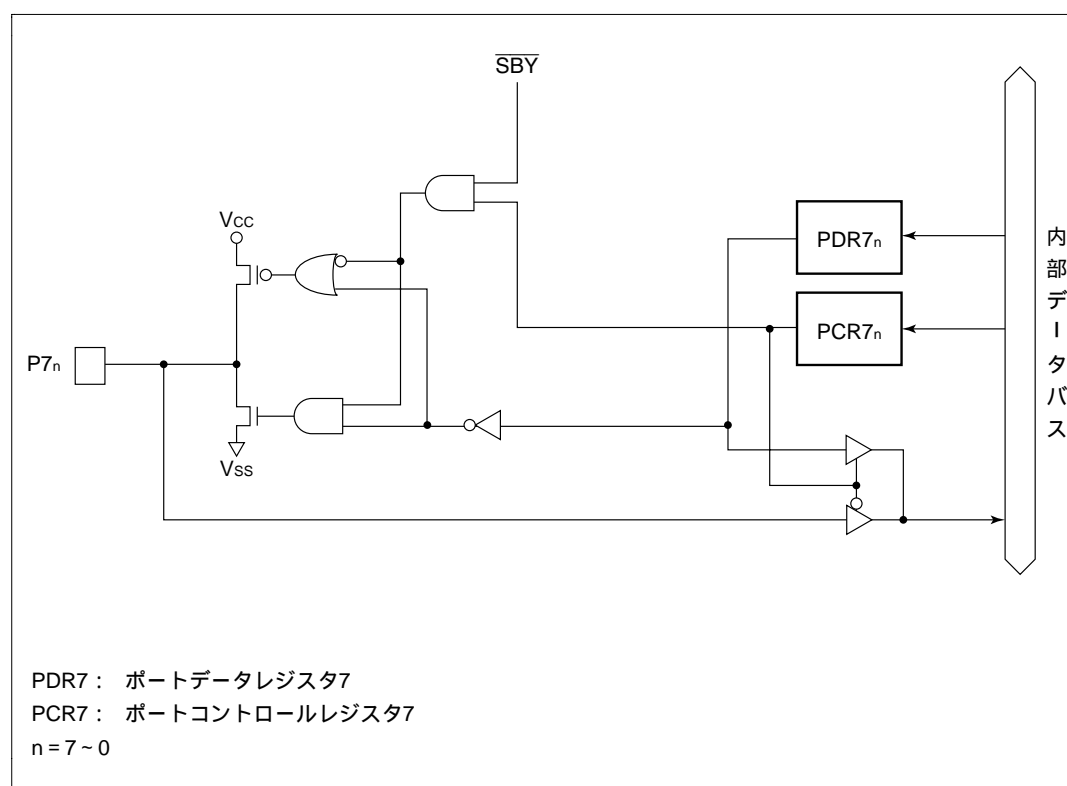 SBY
VCC
PDR7n
内部データバス
PCR7n
P7n
VSS
PDR7： ポートデータレジスタ7
PCR7： ポートコントロールレジスタ7
n = 7 ~ 0